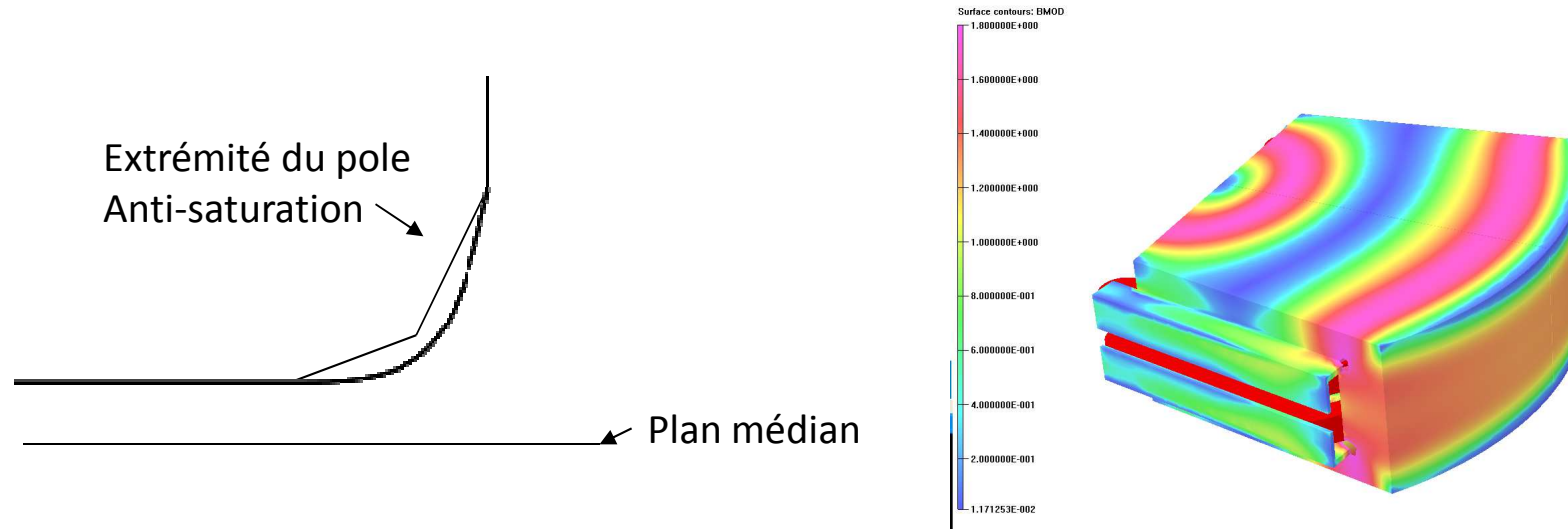 Extrémité du pole
Anti-saturation
Plan médian
Surface contours: BMOD
1.800000E+000
1.600000E+000
1.400000E+000
1.200000E+000
1.000000E+000
8.000000E-001
6.000000E-001
4.000000E-001
2.000000E-001
1.171253E-002